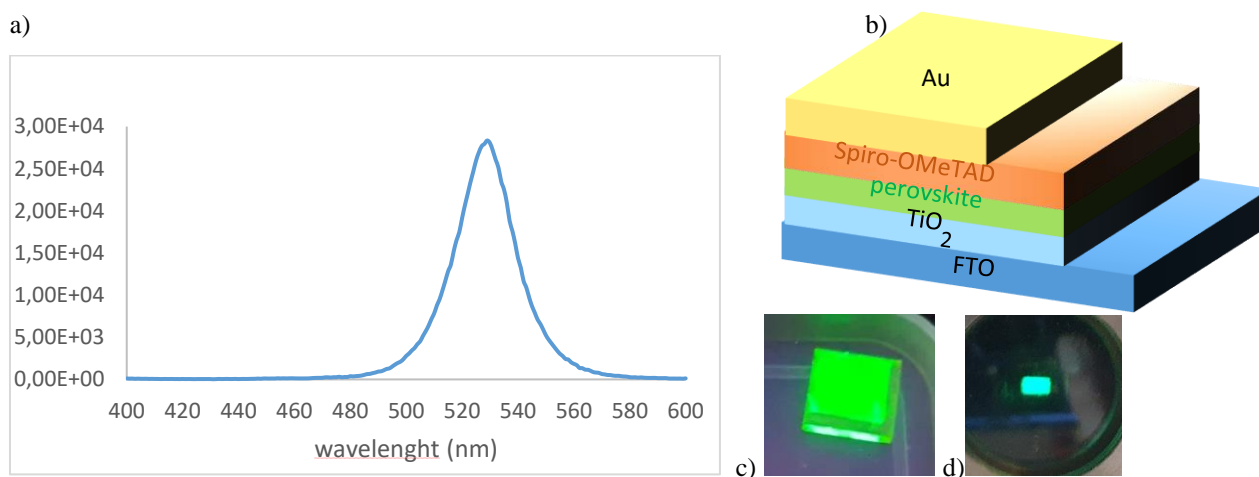 a)
3,00E+04
2,50E+04
2,00E+04
1,50E+04
1,00E+04
5,00E+03
0,00E+00
400 420 440 460 480 500 520 540 560 580 600
wavelenght (nm)
b)
Au
Spiro-OMeTAD
perovskite
TiO2
FTO
c)
d)